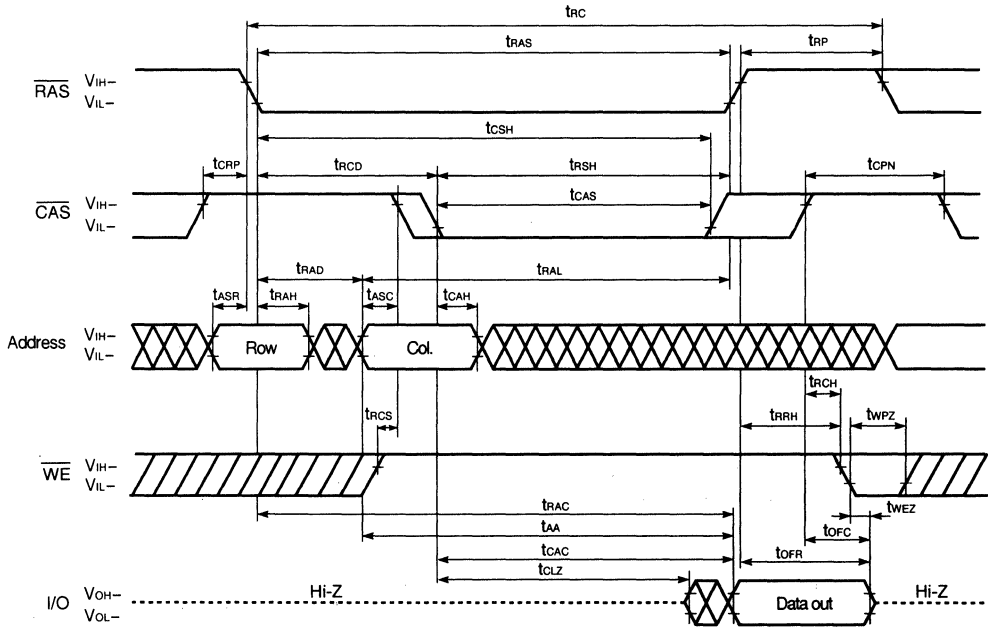 tRC
tRAS
tRP
RAS
VIH–
VIL–
tCSH
tCRP
tRCD
tRSH
tCPN
CAS
VIH–
VIL–
tCAS
tRAD
tRAL
tASR
tRAH
tASC
tCAH
Address
VIH–
VIL–
Row
Col.
tRCH
tRCS
tRRH
tWPZ
WE
VIH–
VIL–
tRAC
tWEZ
tAA
tOFC
tCAC
tOFR
tCLZ
I/O
VOH–
VOL–
Hi-Z
Data out
Hi-Z